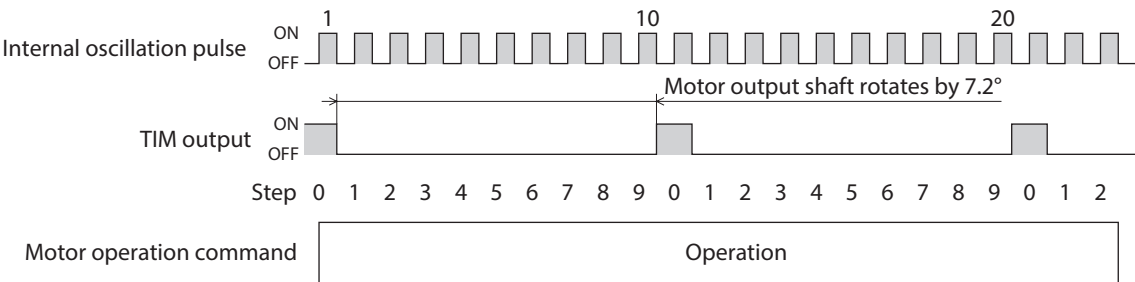 1 10 20
Internal oscillation pulse ON
OFF
Motor output shaft rotates by 7.2°
TIM output ON
OFF
Step 0 1 2 3 4 5 6 7 8 9 0 1 2 3 4 5 6 7 8 9 0 1 2
Motor operation command Operation